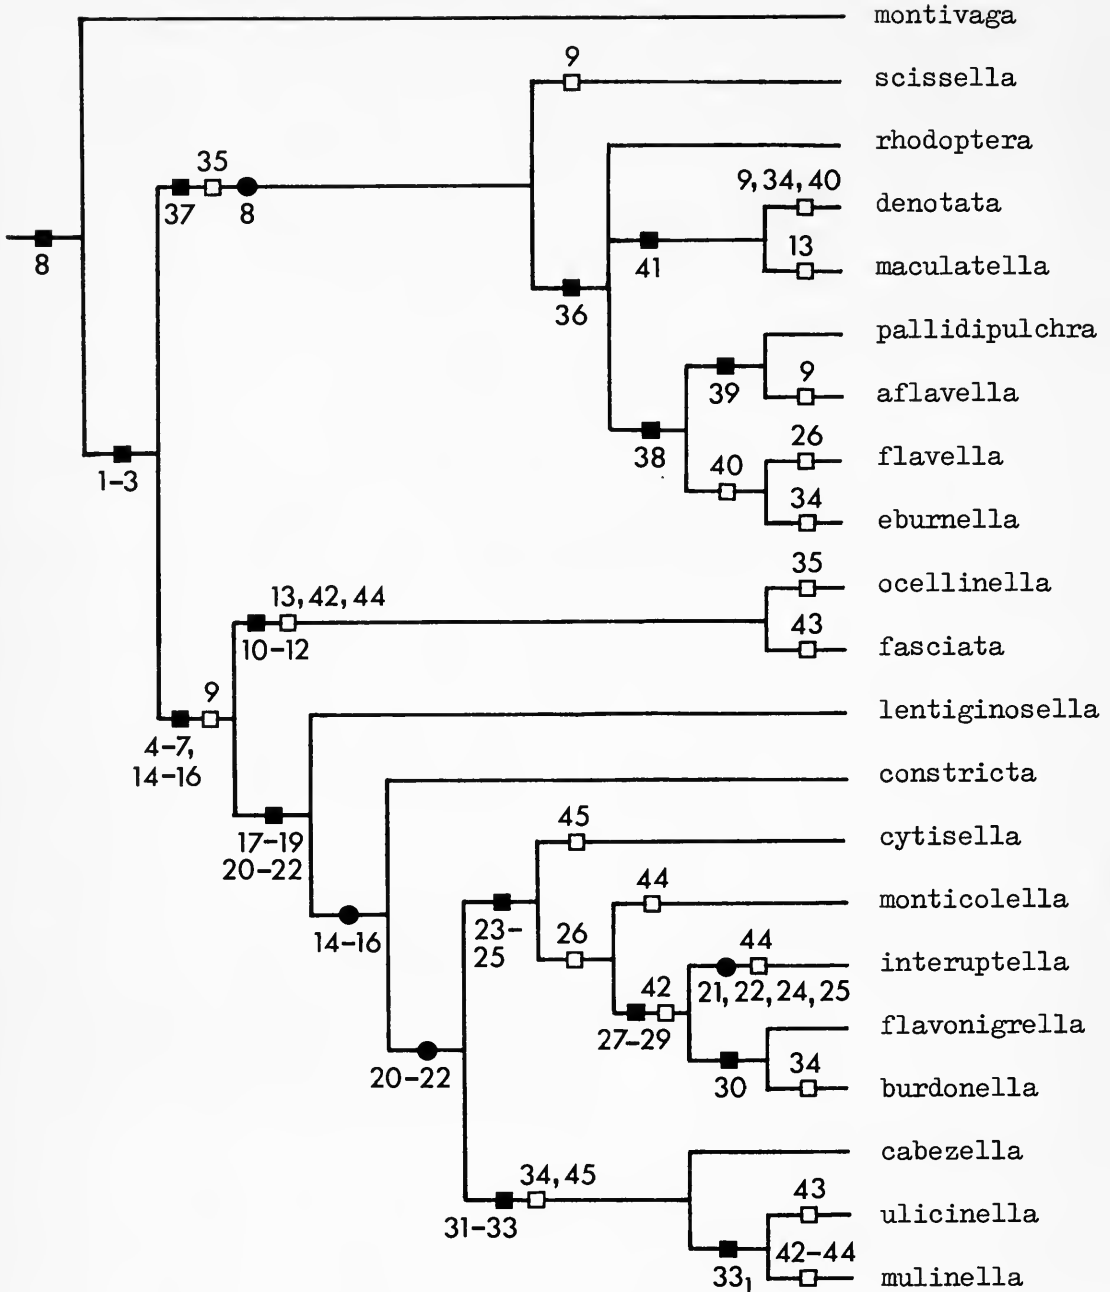 montivaga
9
scissella
rhodoptera
35
9, 34, 40
denotata
37
8
13
41
maculatella
8
36
pallidipulchra
9
39
aflavella
26
38
40
flavella
1-3
34
eburnella
35
13, 42, 44
ocellinella
43
10-12
fasciata
9
lentiginosella
4-7,
14-16
constricta
45
17-19
cytisella
20-22
44
monticolella
23-
26
14-16
25
44
interuptella
42
21, 22, 24, 25
27-29
flavonigrella
34
20-22
30
burdonella
cabezella
34, 45
43
31-33
ulicinella
42-44
33₁
mulinella